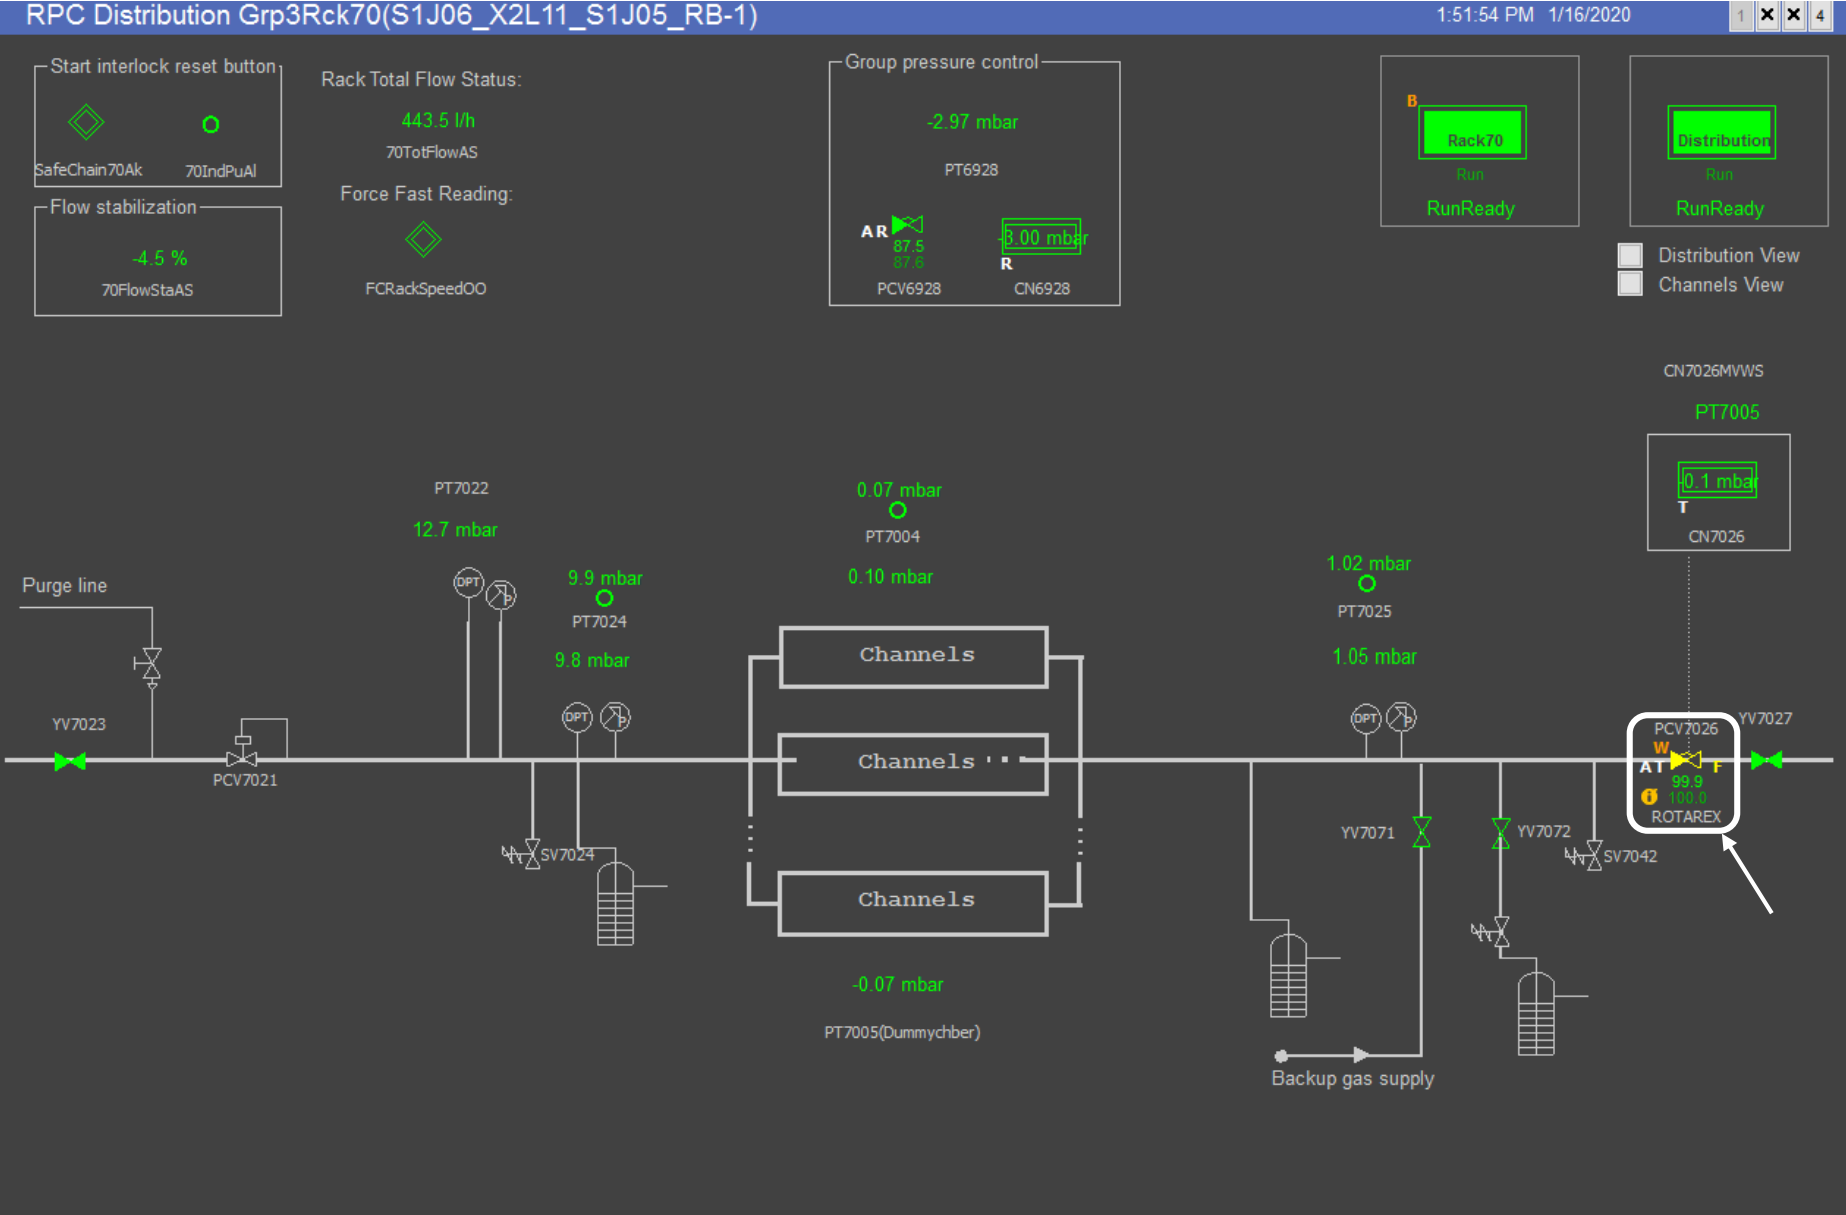 RPC Distribution Grp3Rck70(S1J06_X2L11_S1J05_RB-1)
1:51:54 PM 1/16/2020
1
4
Start interlock reset button
SafeChain70Ak
70IndPuAl
Flow stabilization
-4.5 %
70FlowStaAS
Rack Total Flow Status:
443.5 l/h
70TotFlowAS
Force Fast Reading:
FCRackSpeedOO
Group pressure control
-2.97 mbar
PT6928
AR
87.5
87.6
PCV6928
-3.00 mbar
R
CN6928
B
Rack70
Run
RunReady
Distribution
Run
RunReady
Distribution View
Channels View
CN7026MVWS
PT7005
-0.1 mbar
T
CN7026
PT7022
12.7 mbar
DPT
P
9.9 mbar
PT7024
9.8 mbar
DPT
P
0.07 mbar
PT7004
0.10 mbar
1.02 mbar
PT7025
1.05 mbar
DPT
P
Purge line
YV7023
PCV7021
SV7024
Channels
Channels
Channels
-0.07 mbar
PT7005(Dummychber)
YV7071
YV7072
SV7042
Backup gas supply
PCV7026
W
AT
F
99.9
i
100.0
ROTAREX
YV7027